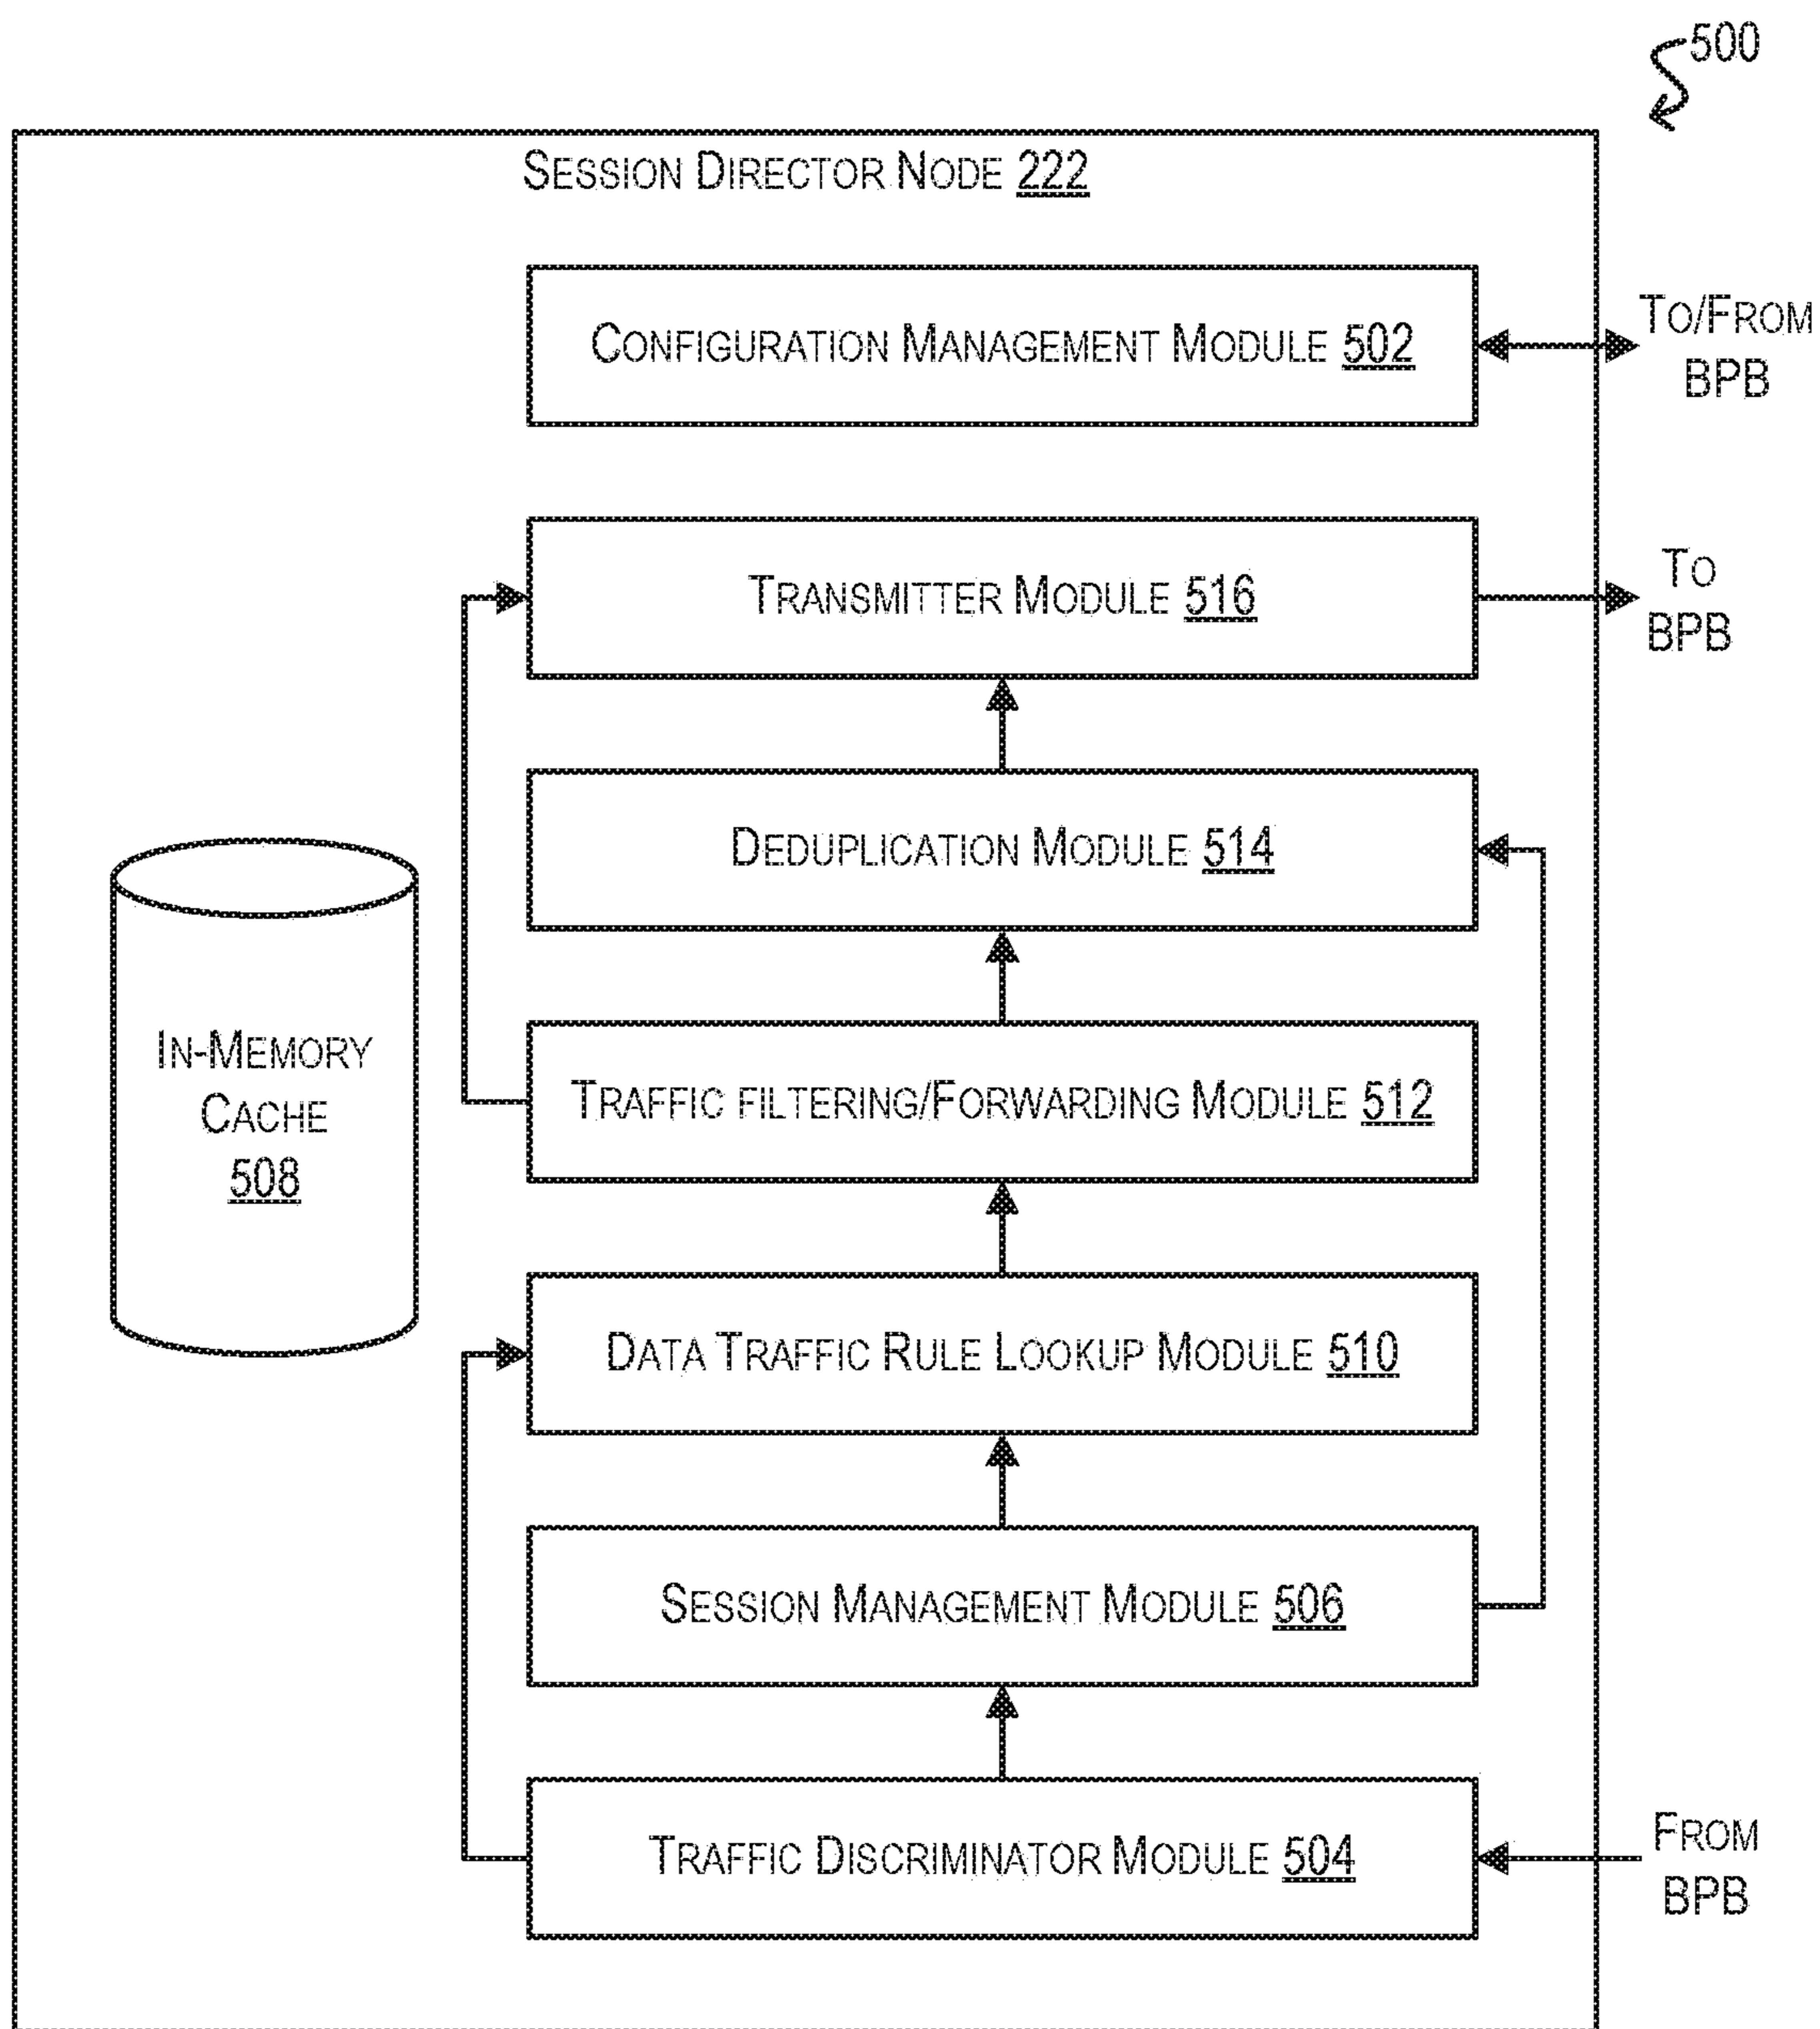 500
SESSION DIRECTOR NODE 222
CONFIGURATION MANAGEMENT MODULE 502
TO/FROM
BPB
TRANSMITTER MODULE 516
TO
BPB
DEDUPLICATION MODULE 514
IN-MEMORY
CACHE
508
TRAFFIC FILTERING/FORWARDING MODULE 512
DATA TRAFFIC RULE LOOKUP MODULE 510
SESSION MANAGEMENT MODULE 506
TRAFFIC DISCRIMINATOR MODULE 504
FROM
BPB